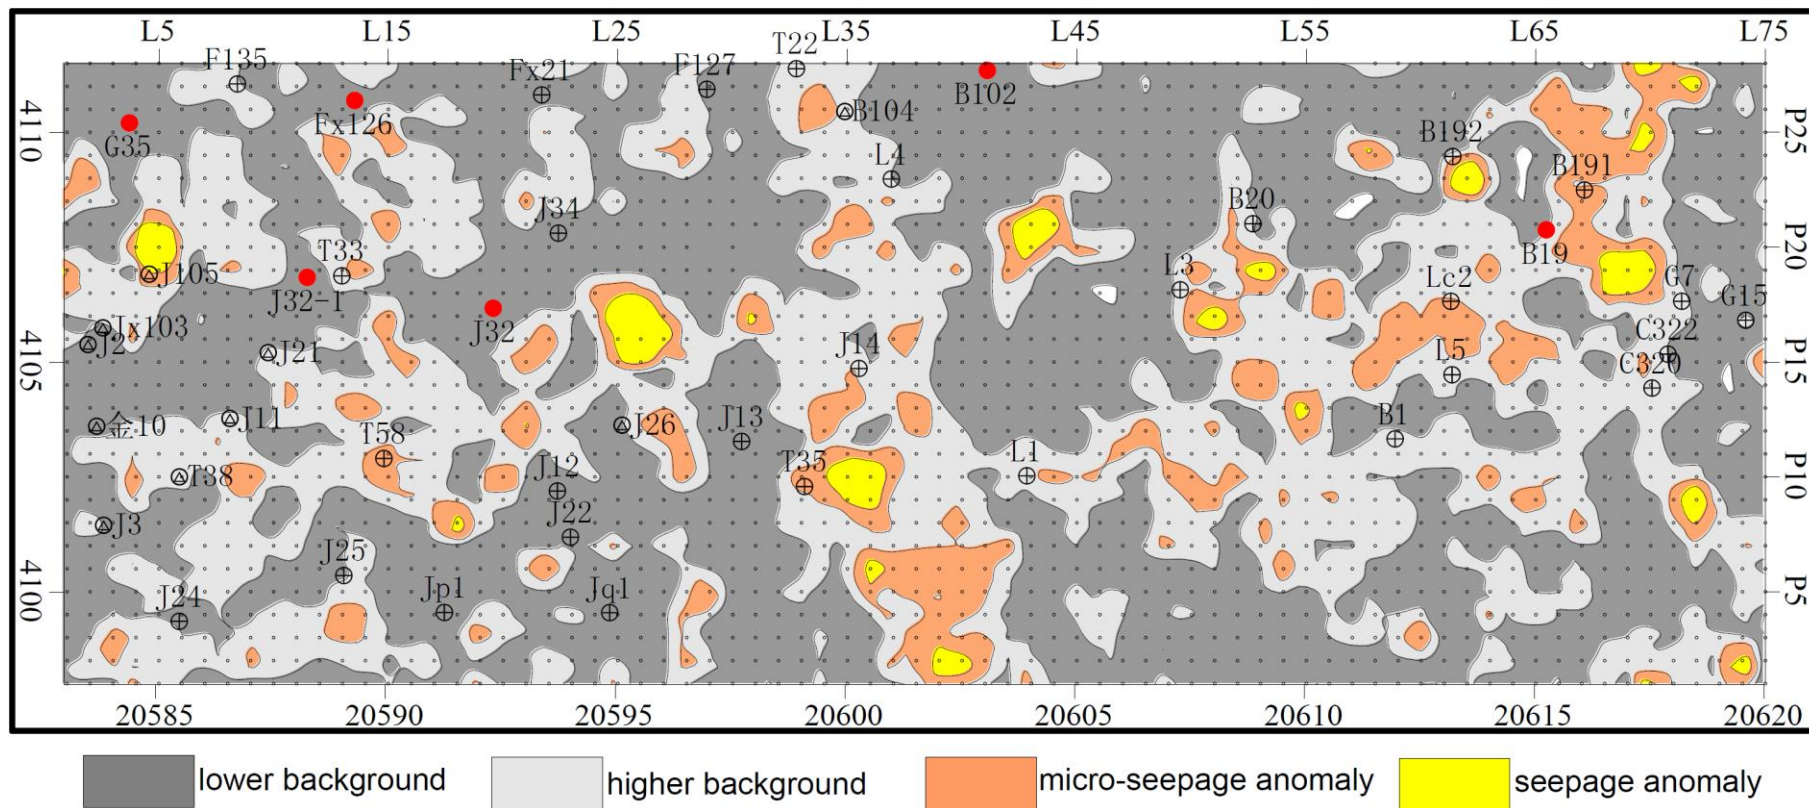 L5 L15 L25 L35 L45 L55 L65 L75
F135 Fx21 F127 T22
Fx126 B102 B104
G35 L4 B192 B191 P25
4110
J34 B20
T33 L3 B19 P20
J105 J32-1 Lc2 G7 G15
Jx103 J32 C322
J2 J21 J14 L5 C320 P15
4105
金10 J11 J26 J13 B1
T58 T35 L1
T38 J12 P10
J3 J22
J25
4100
J24 Jp1 Jq1 P5
20585 20590 20595 20600 20605 20610 20615 20620
lower background higher background micro-seepage anomaly seepage anomaly